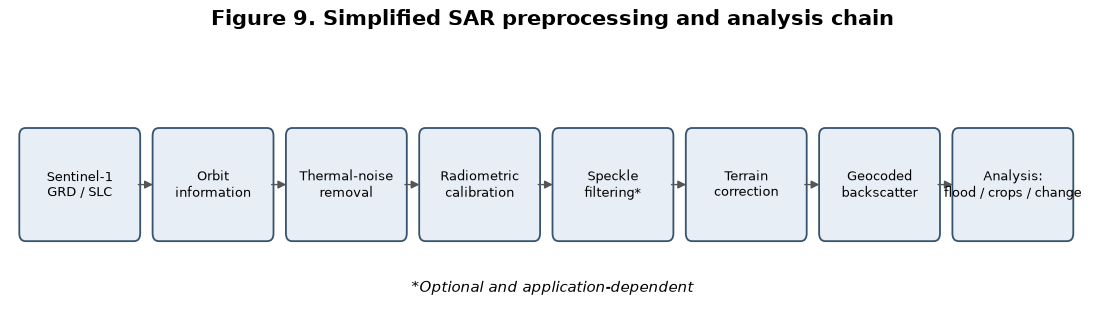 Figure 9. Simplified SAR preprocessing and analysis chain
Sentinel-1
GRD / SLC
Orbit
information
Thermal-noise
removal
Radiometric
calibration
Speckle
filtering*
Terrain
correction
Geocoded
backscatter
Analysis:
flood / crops / change
*Optional and application-dependent